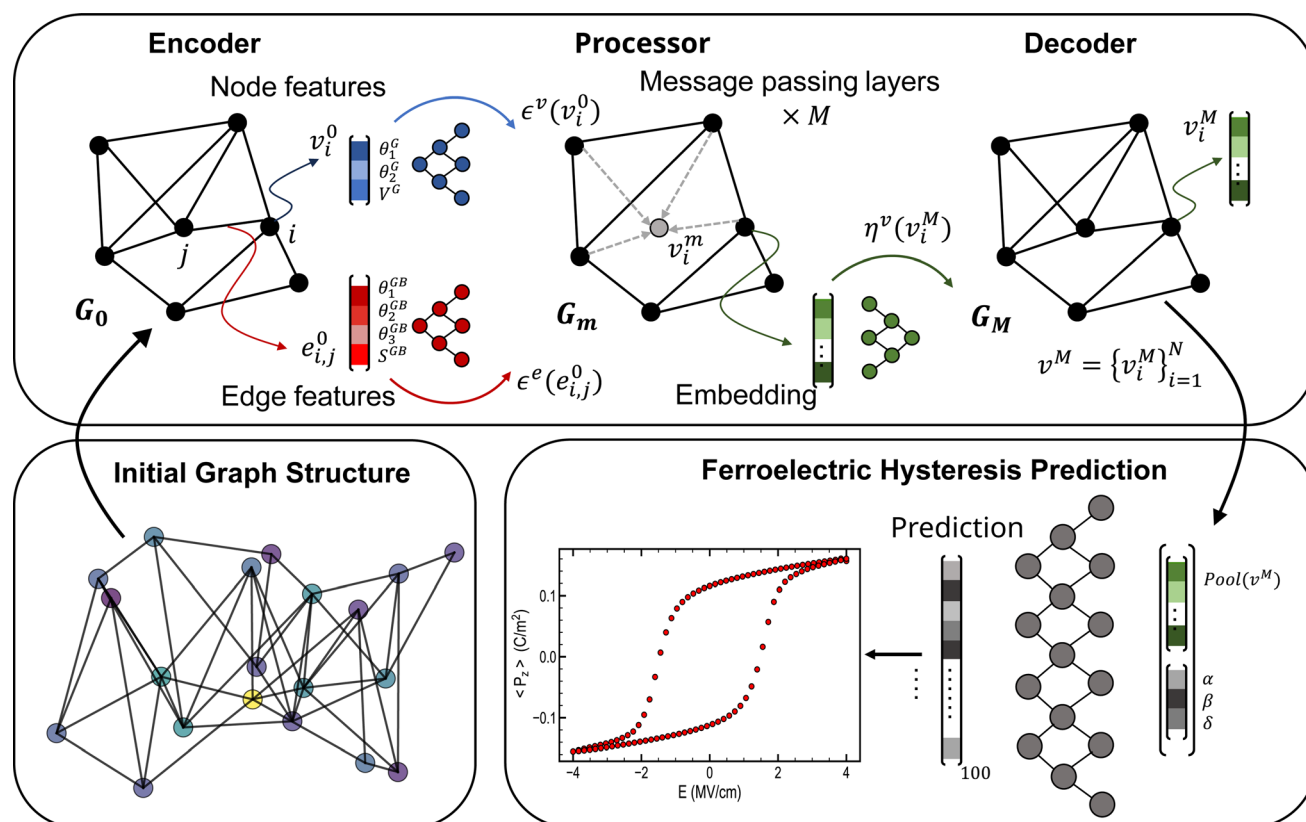 Encoder
Processor
Decoder
Node features
Message passing layers
× M
v_i^0
θ_1^G
θ_2^G
V^G
ϵ^v(v_i^0)
v_i^M
j
i
v_i^m
η^v(v_i^M)
G_0
θ_1^{GB}
θ_2^{GB}
θ_3^{GB}
S^{GB}
G_m
G_M
e_{i,j}^0
v^M = {v_i^M}_{i=1}^N
Edge features
ϵ^e(e_{i,j}^0)
Embedding
Initial Graph Structure
Ferroelectric Hysteresis Prediction
Prediction
Pool(v^M)
α
β
δ
100
< P_z > (C/m²)
0.1
0.0
−0.1
−4
−2
0
2
4
E (MV/cm)